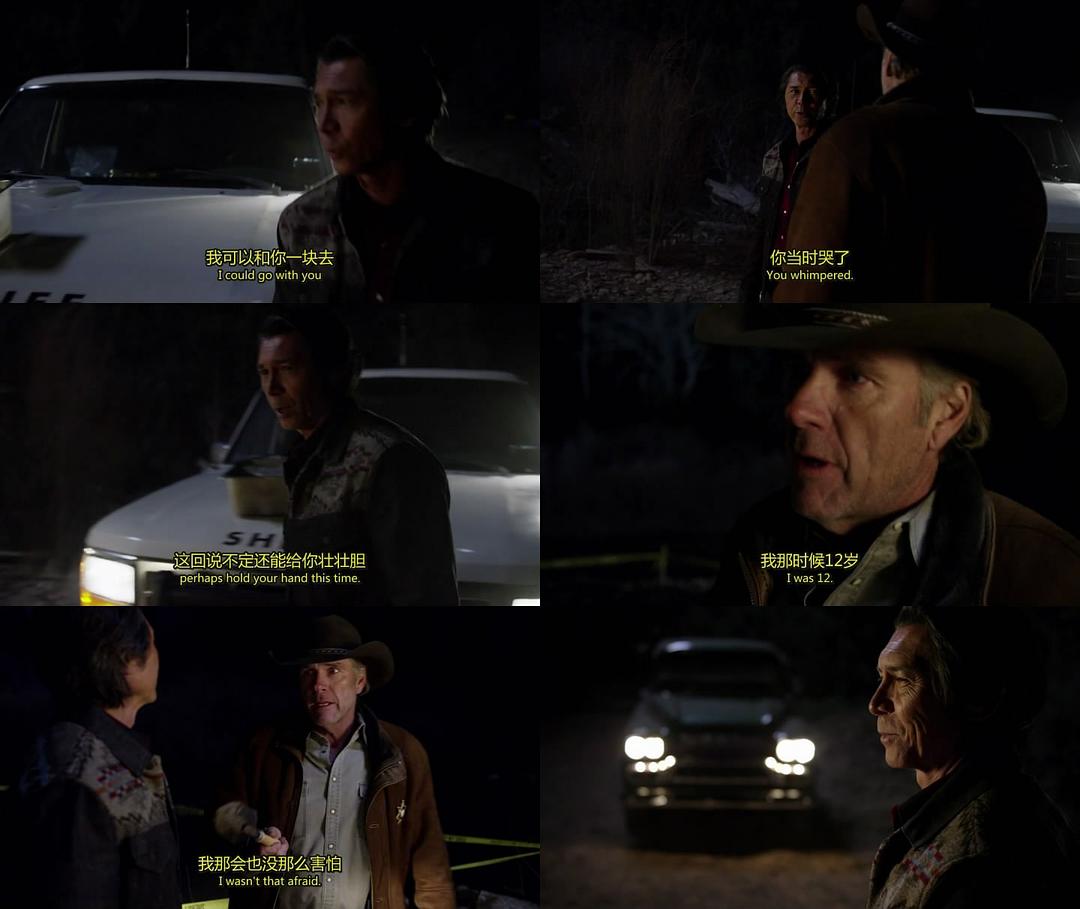 IFF
我可以和你一块去
I could go with you
你当时哭了
You whimpered.
SH
这回说不定还能给你壮壮胆
perhaps hold your hand this time.
我那时候12岁
I was 12.
我那会也没那么害怕
I wasn't that afraid.